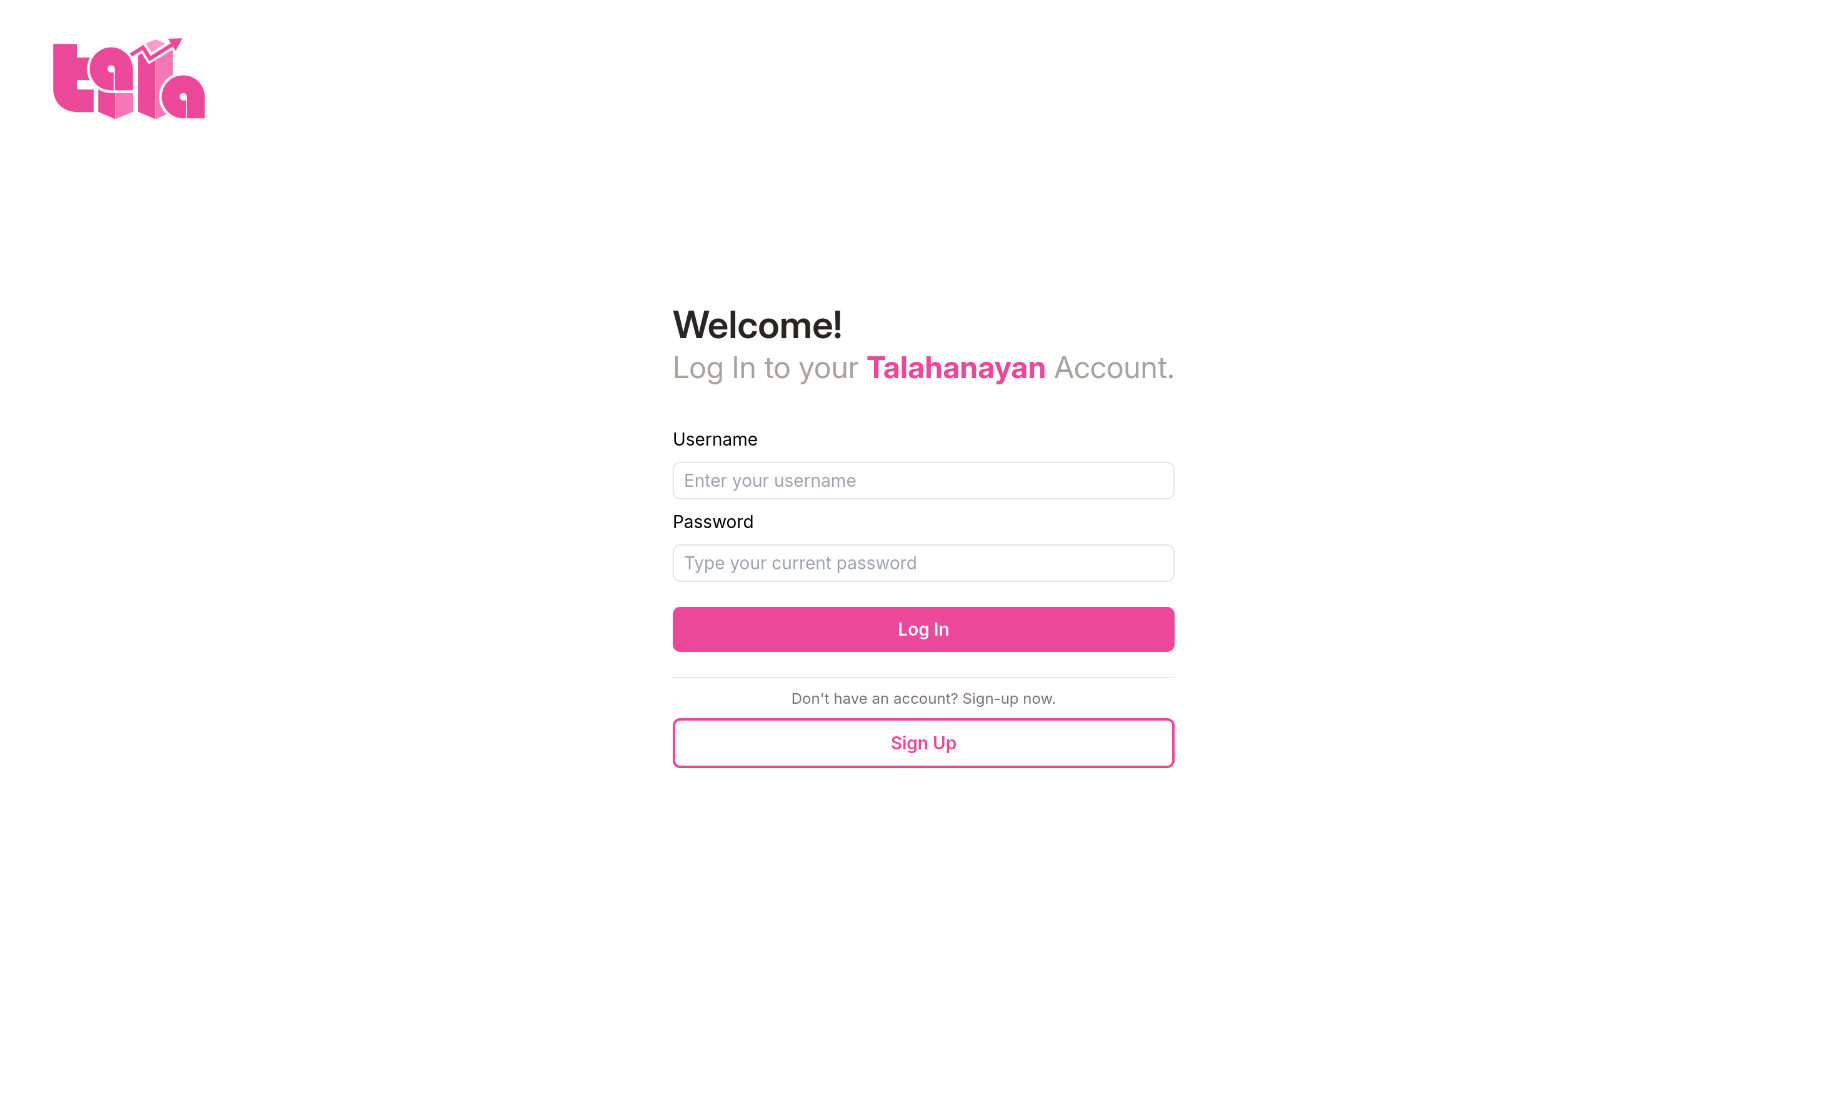 tala
Welcome!
Log In to your Talahanayan Account.
Username
Enter your username
Password
Type your current password
Log In
Don't have an account? Sign-up now.
Sign Up